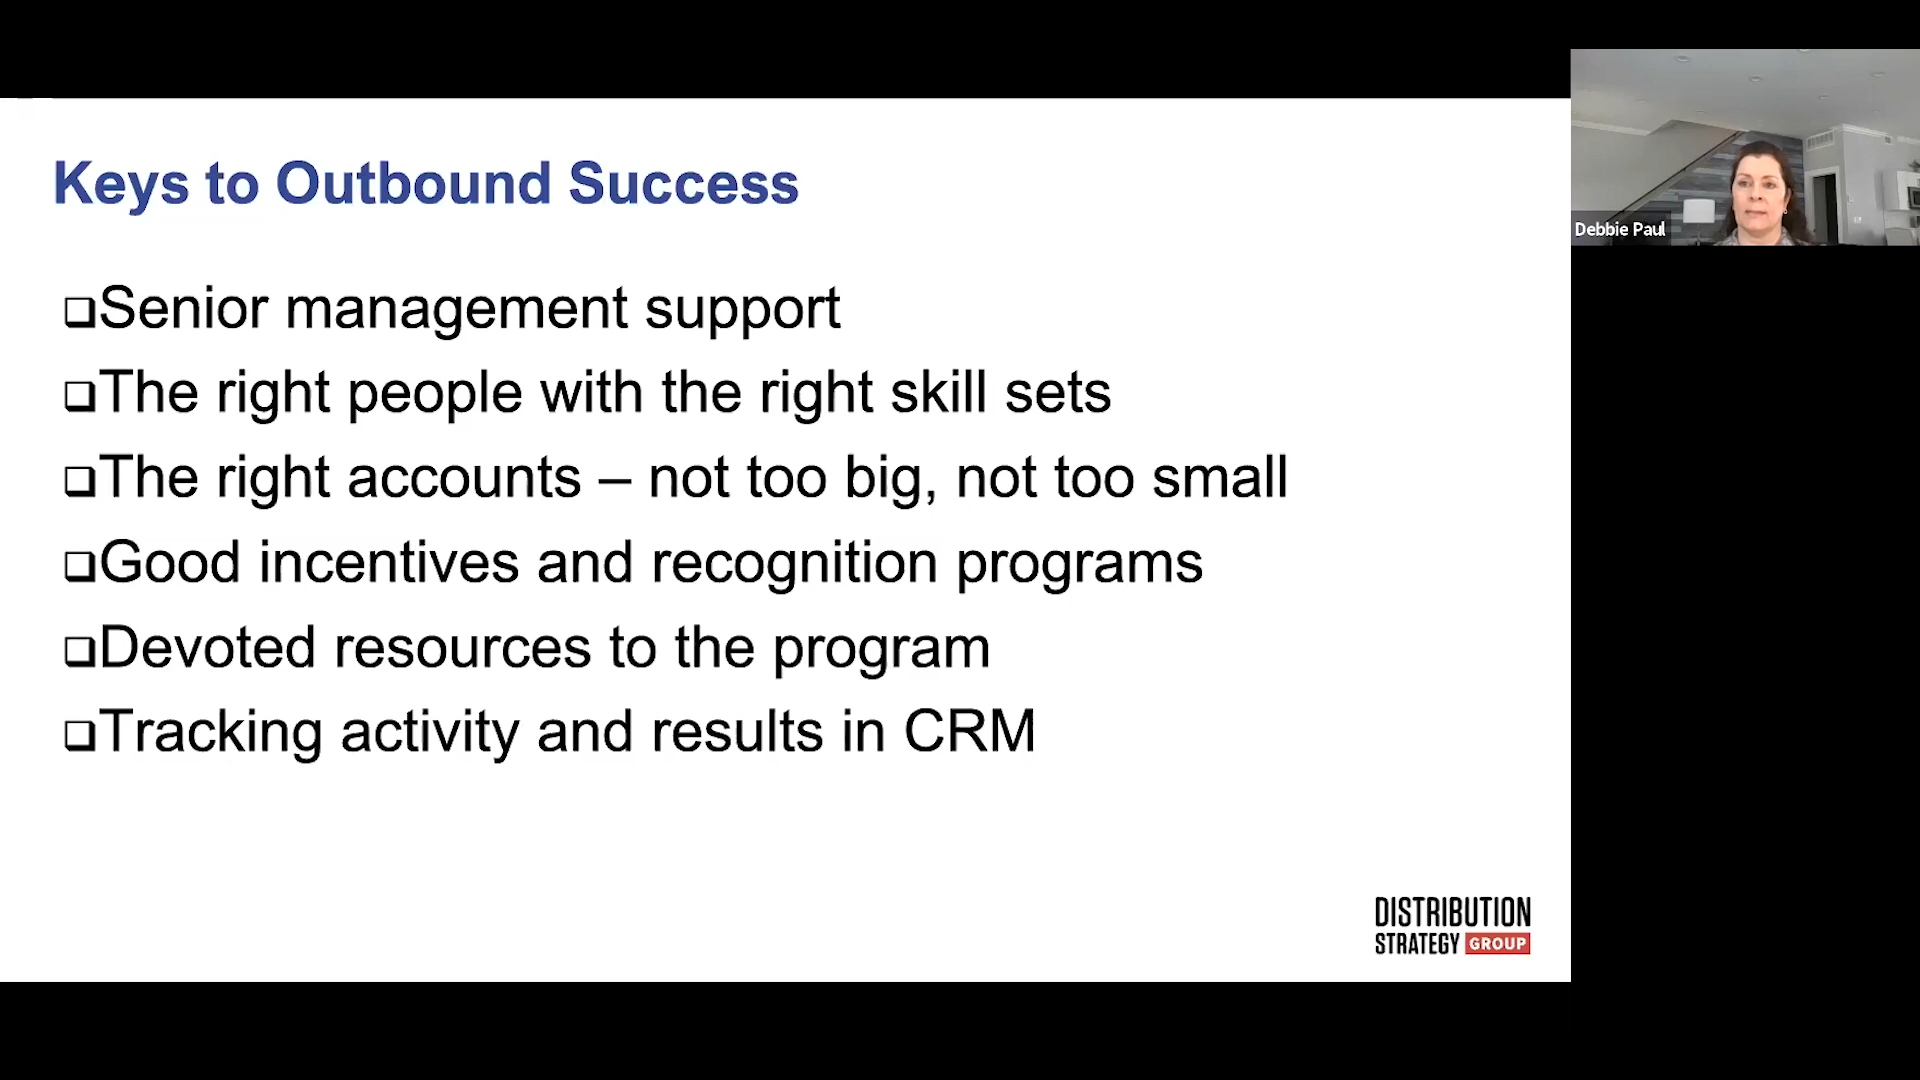 Keys to Outbound Success
Senior management support
The right people with the right skill sets
The right accounts – not too big, not too small
Good incentives and recognition programs
Devoted resources to the program
Tracking activity and results in CRM
DISTRIBUTION
STRATEGY GROUP
Debbie Paul